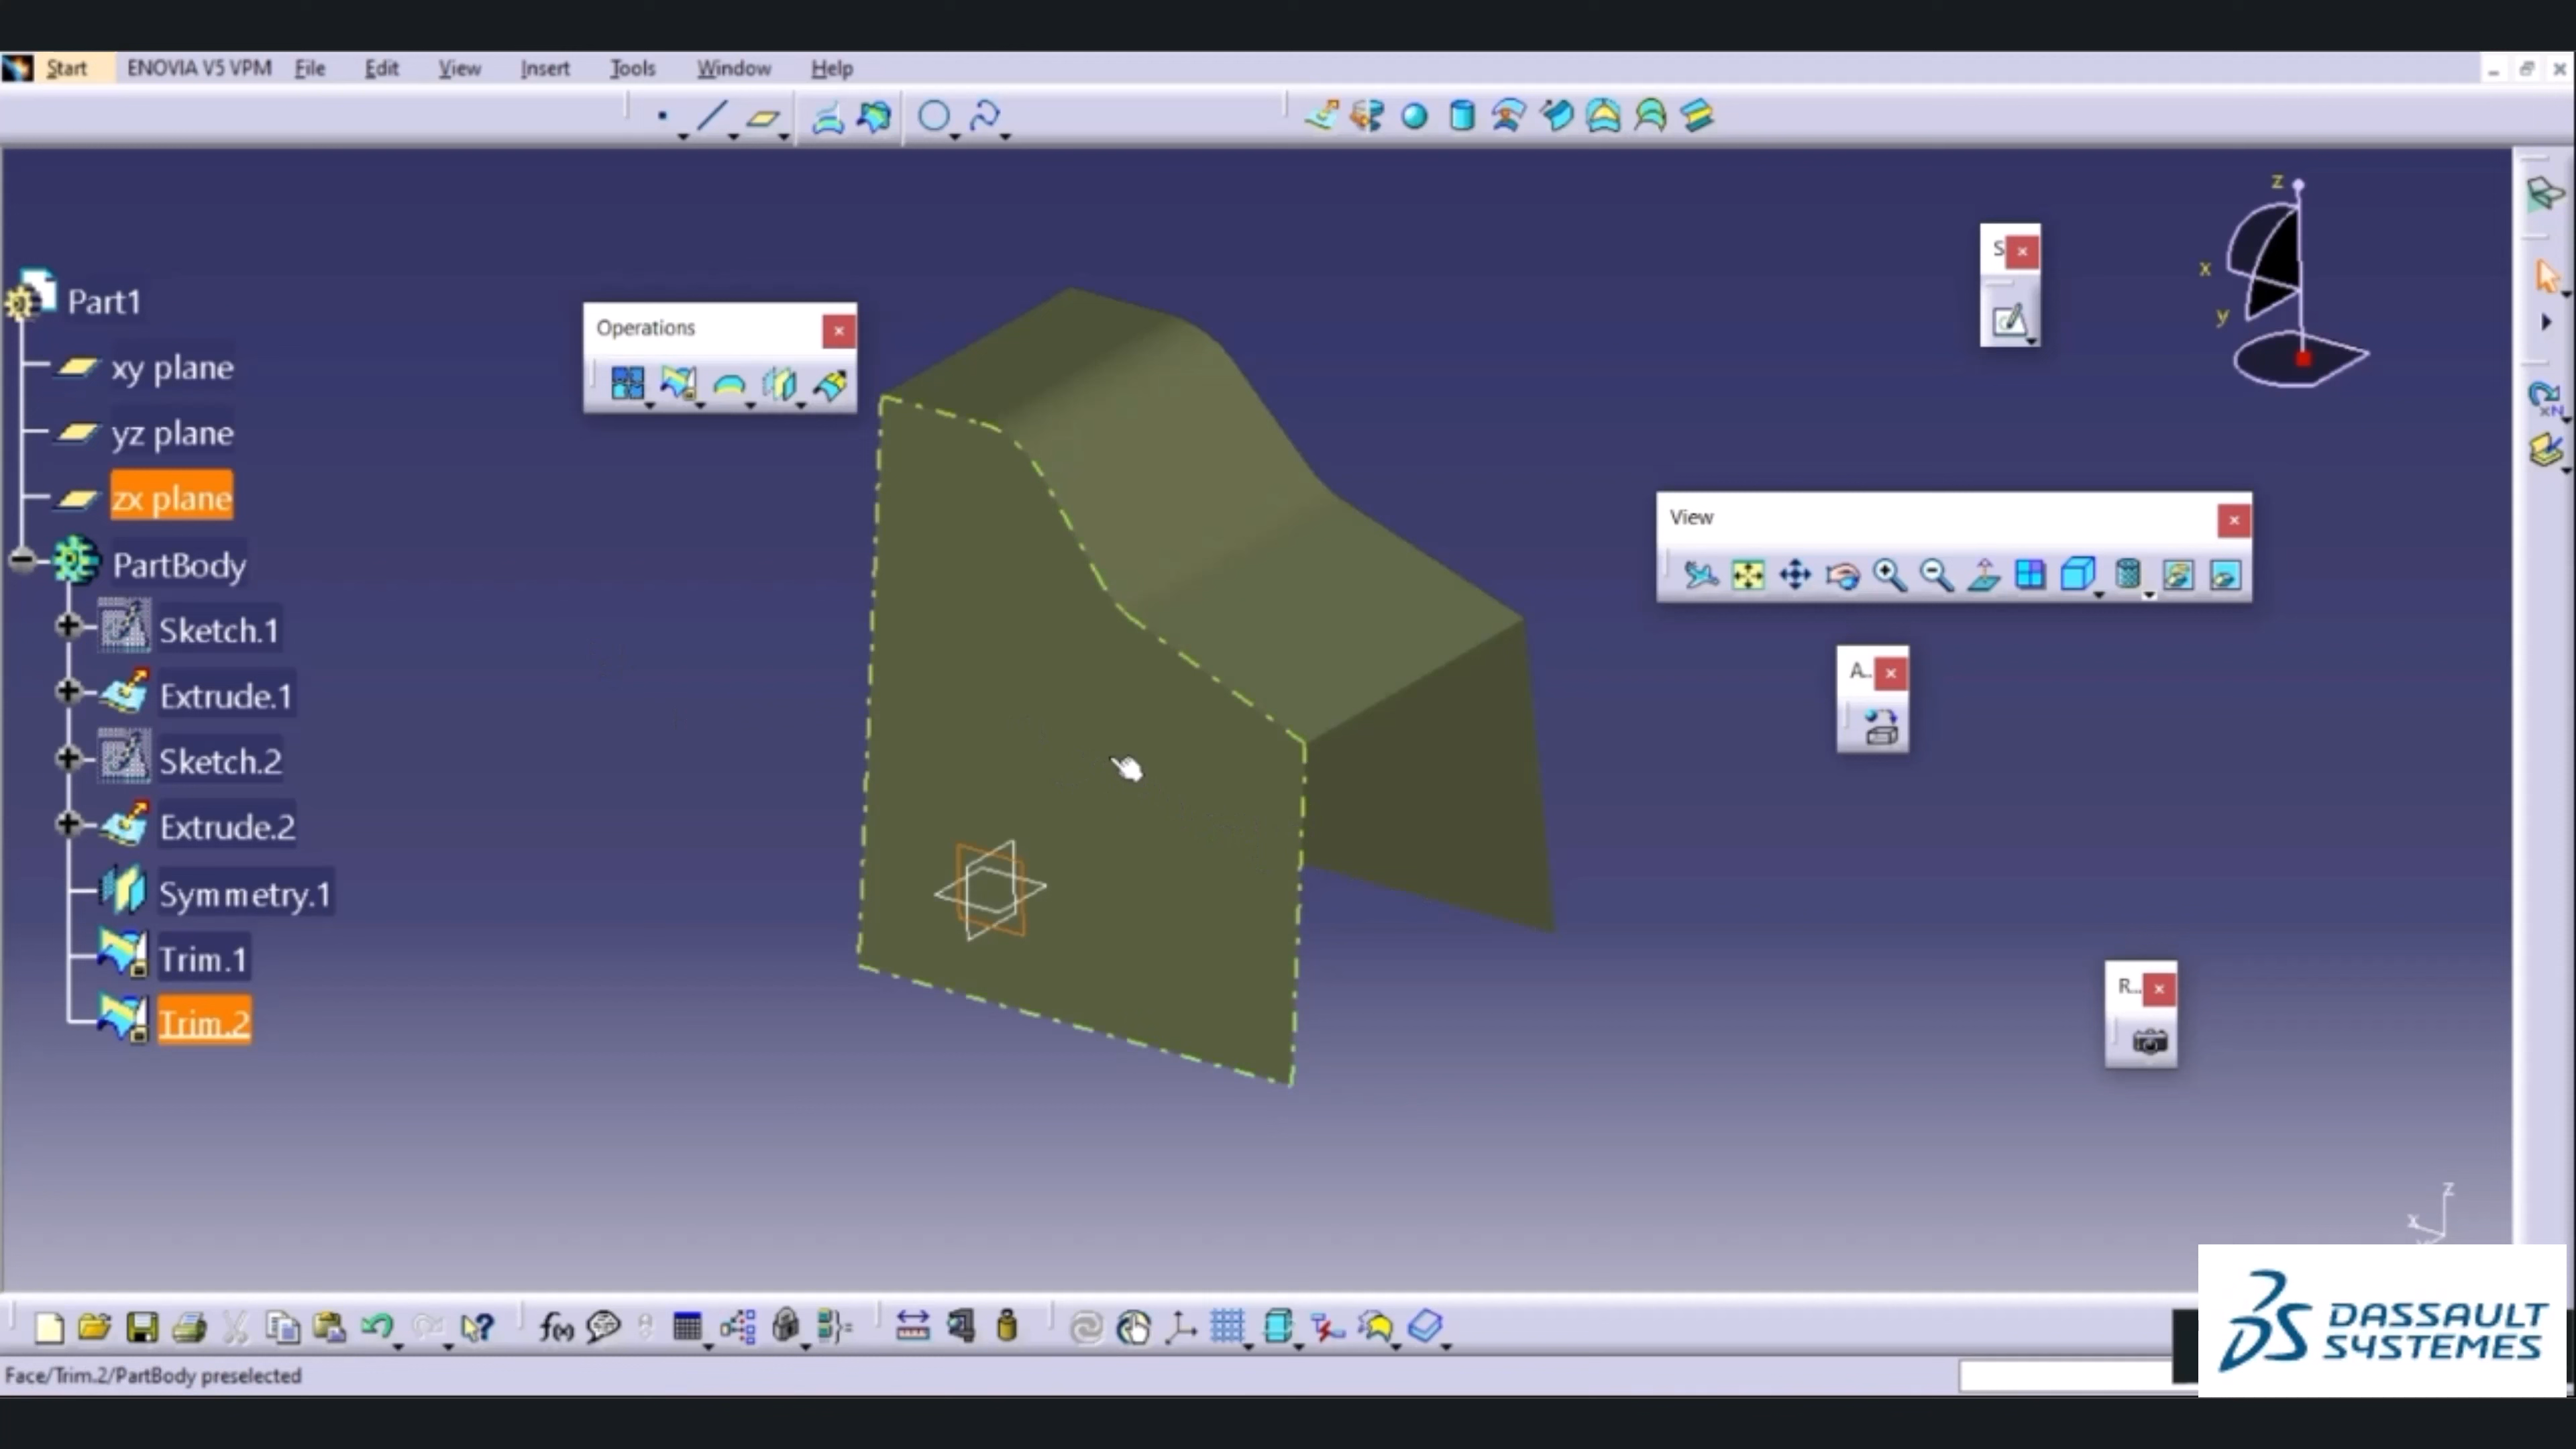 Start ENOVIA V5 VPM File Edit View Insert Tools Window Help
z
x
y
Part1
xy plane
yz plane
zx plane
PartBody
Sketch.1
Extrude.1
Sketch.2
Extrude.2
Symmetry.1
Trim.1
Trim.2
Operations
S
View
A..
R...
z
x
f(x)
Face/Trim.2/PartBody preselected
DASSAULT
SYSTEMES